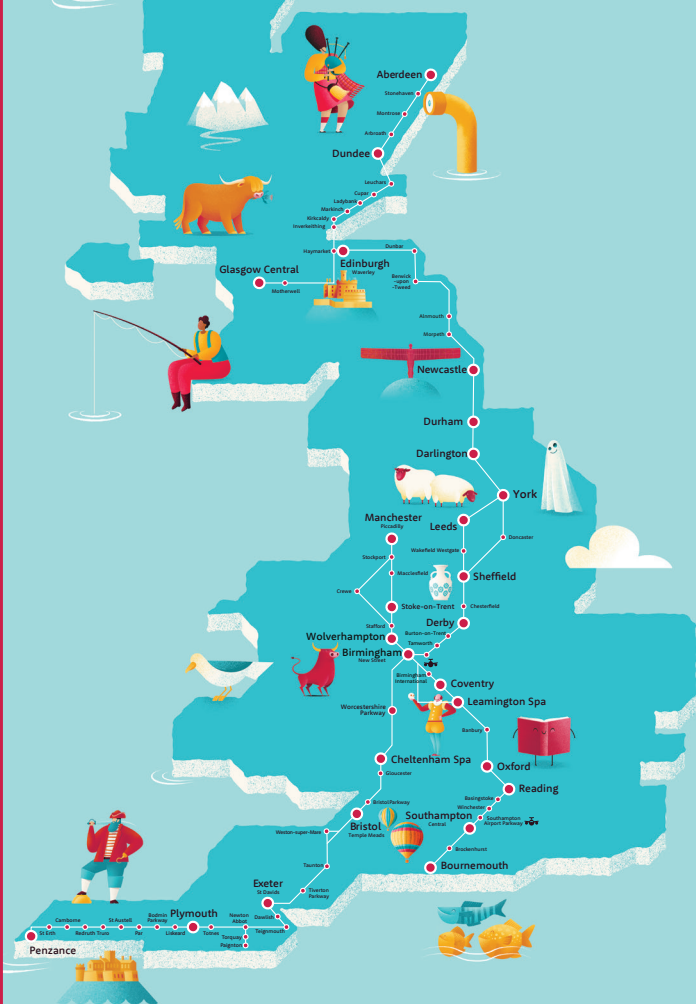 Aberdeen
Stonehaven
Montrose
Arbroath
Dundee
Leuchars
Cupar
Ladybank
Markinch
Kirkcaldy
Inverkeithing
Haymarket
Edinburgh
Waverley
Dunbar
Glasgow Central
Motherwell
Berwick
-upon
-Tweed
Alnmouth
Morpeth
Newcastle
Durham
Darlington
York
Leeds
Manchester
Piccadilly
Doncaster
Wakefield Westgate
Stockport
Macclesfield
Sheffield
Crewe
Stoke-on-Trent
Chesterfield
Stafford
Derby
Burton-on-Trent
Wolverhampton
Tamworth
Birmingham
New Street
Birmingham
International
Coventry
Leamington Spa
Worcestershire
Parkway
Banbury
Cheltenham Spa
Oxford
Gloucester
Reading
Basingstoke
Bristol Parkway
Winchester
Southampton
Central
Southampton
Airport Parkway
Bristol
Temple Meads
Weston-super-Mare
Brockenhurst
Bournemouth
Taunton
Tiverton
Parkway
Exeter
St Davids
Dawlish
Teignmouth
Newton
Abbot
Torquay
Paignton
Totnes
Plymouth
Liskeard
Bodmin
Parkway
Par
St Austell
Truro
Redruth
Camborne
St Erth
Penzance